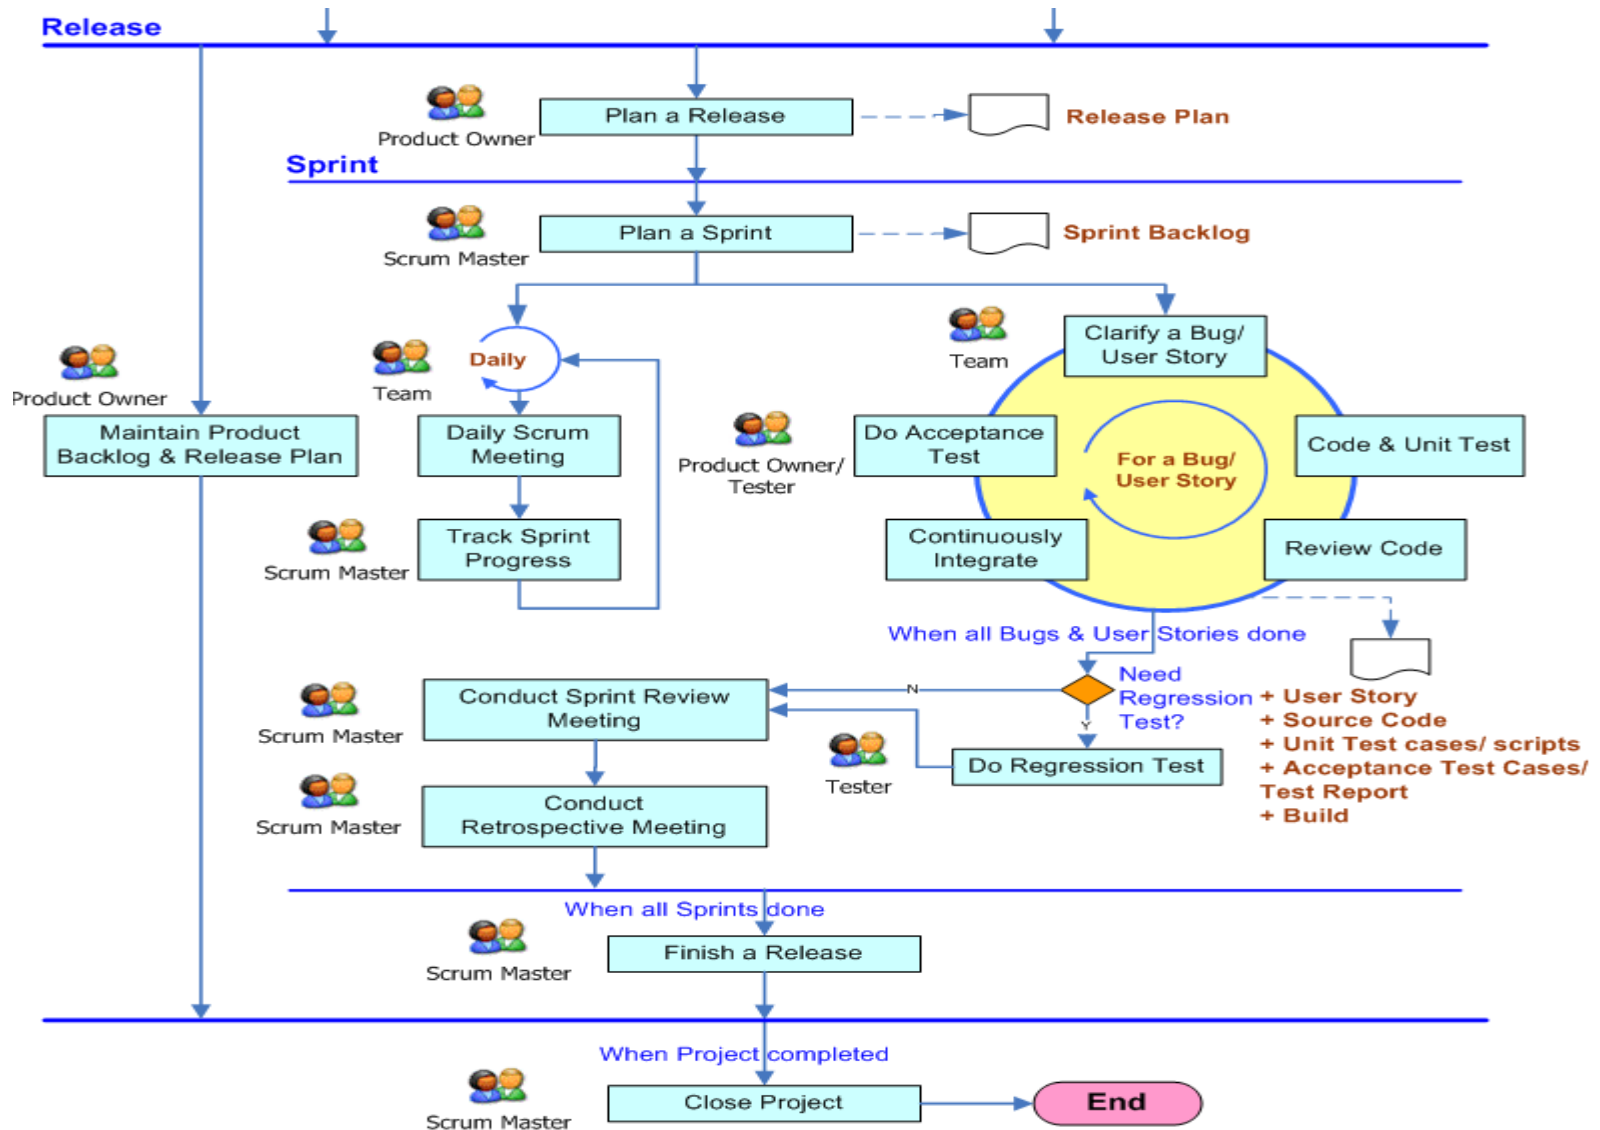 Release
Plan a Release
Release Plan
Product Owner
Sprint
Plan a Sprint
Sprint Backlog
Scrum Master
Clarify a Bug/
User Story
Team
Daily
Team
Product Owner
Maintain Product
Backlog & Release Plan
Daily Scrum
Meeting
Product Owner/
Tester
Do Acceptance
Test
For a Bug/
User Story
Code & Unit Test
Track Sprint
Progress
Scrum Master
Continuously
Integrate
Review Code
When all Bugs & User Stories done
Need
Regression
Test?
N
Y
Conduct Sprint Review
Meeting
Scrum Master
Do Regression Test
Tester
+ User Story
+ Source Code
+ Unit Test cases/ scripts
+ Acceptance Test Cases/
Test Report
+ Build
Conduct
Retrospective Meeting
Scrum Master
When all Sprints done
Finish a Release
Scrum Master
When Project completed
Close Project
Scrum Master
End